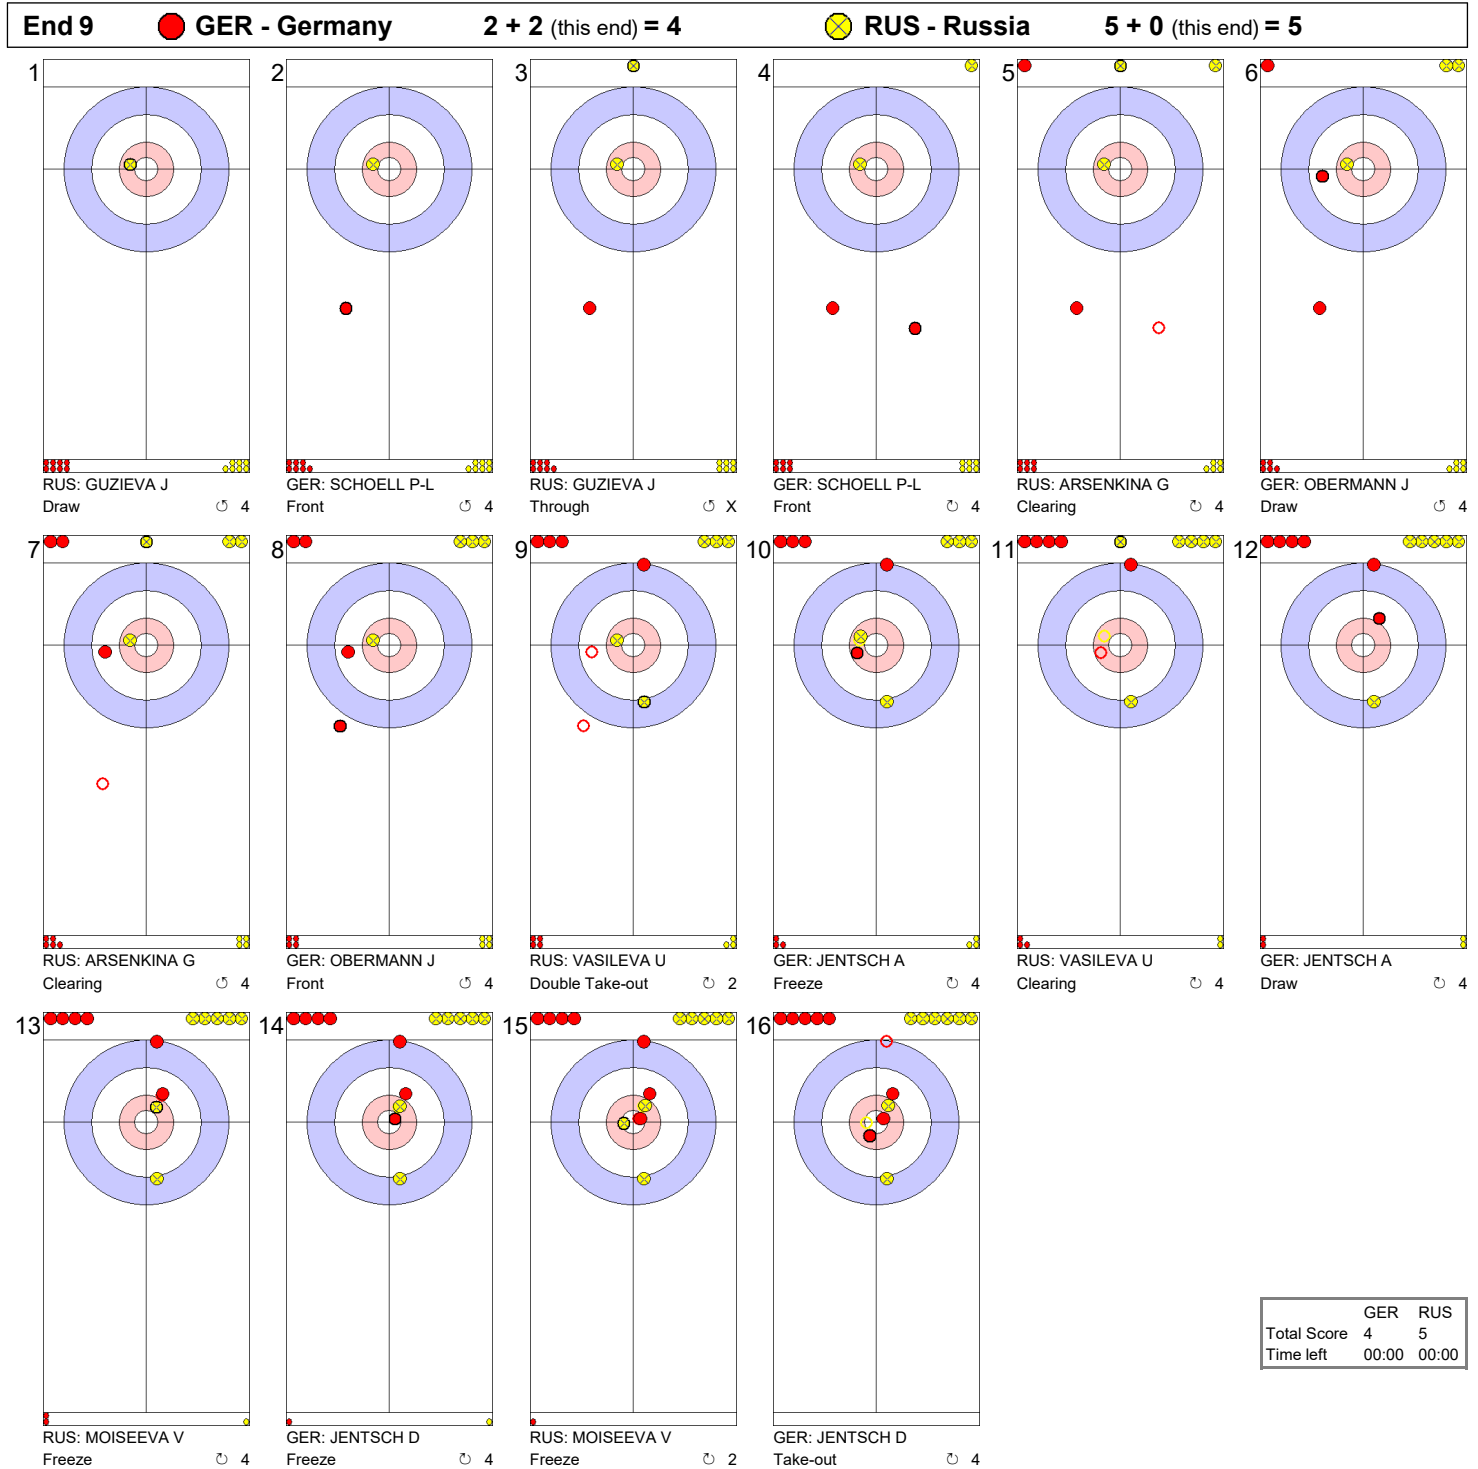 End 9 GER - Germany 2 + 2 (this end) = 4 RUS - Russia 5 + 0 (this end) = 5
1 2 3 4 5 6
RUS: GUZIEVA J GER: SCHOELL P-L RUS: GUZIEVA J GER: SCHOELL P-L RUS: ARSENKINA G GER: OBERMANN J
Draw ↺ 4 Front ↺ 4 Through ↺ X Front ↻ 4 Clearing ↻ 4 Draw ↺ 4
7 8 9 10 11 12
RUS: ARSENKINA G GER: OBERMANN J RUS: VASILEVA U GER: JENTSCH A RUS: VASILEVA U GER: JENTSCH A
Clearing ↺ 4 Front ↺ 4 Double Take-out ↻ 2 Freeze ↻ 4 Clearing ↺ 4 Draw ↻ 4
13 14 15 16
RUS: MOISEEVA V GER: JENTSCH D RUS: MOISEEVA V GER: JENTSCH D
Freeze ↻ 4 Freeze ↻ 4 Freeze ↻ 2 Take-out ↻ 4
GER RUS
Total Score 4 5
Time left 00:00 00:00